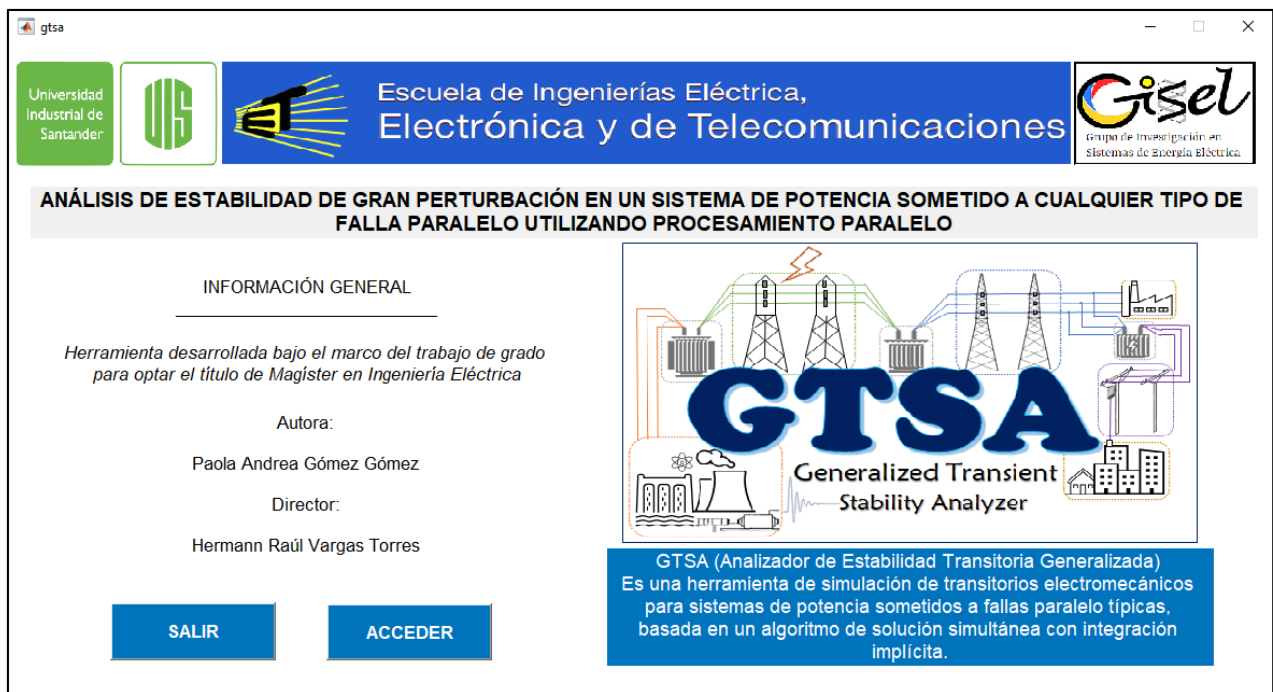 gtsa
Universidad
Industrial de
Santander
Escuela de Ingenierías Eléctrica,
Electrónica y de Telecomunicaciones
Gisel
Grupo de Investigación en
Sistemas de Energía Eléctrica
ANÁLISIS DE ESTABILIDAD DE GRAN PERTURBACIÓN EN UN SISTEMA DE POTENCIA SOMETIDO A CUALQUIER TIPO DE
FALLA PARALELO UTILIZANDO PROCESAMIENTO PARALELO
INFORMACIÓN GENERAL
Herramienta desarrollada bajo el marco del trabajo de grado
para optar el título de Magíster en Ingeniería Eléctrica
Autora:
Paola Andrea Gómez Gómez
Director:
Hermann Raúl Vargas Torres
SALIR
ACCEDER
GTSA
Generalized Transient
Stability Analyzer
GTSA (Analizador de Estabilidad Transitoria Generalizada)
Es una herramienta de simulación de transitorios electromecánicos
para sistemas de potencia sometidos a fallas paralelo típicas,
basada en un algoritmo de solución simultánea con integración
implícita.